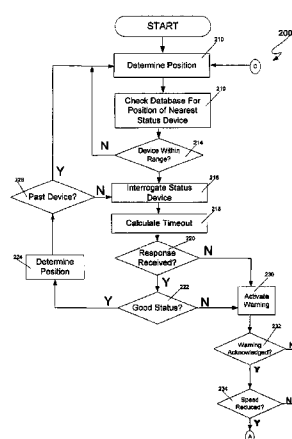 START
200
210
Determine Position
C
212
Check Database For
Position of Nearest
Status Device
N
214
Device Within
Range?
Y
228
Past Device?
N
216
Interrogate Status
Device
218
Calculate Timeout
220
Response
Received?
N
224
Determine
Position
Y
222
Good Status?
Y
N
230
Activate
Warning
232
Warning
Acknowledged?
N
Y
234
Speed
Reduced?
N
Y
A